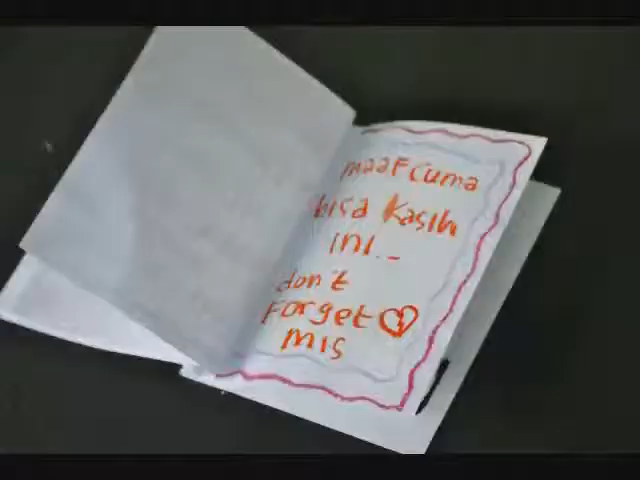 maaF cuma
bisa kasih
ini..
don't
Forget
mis